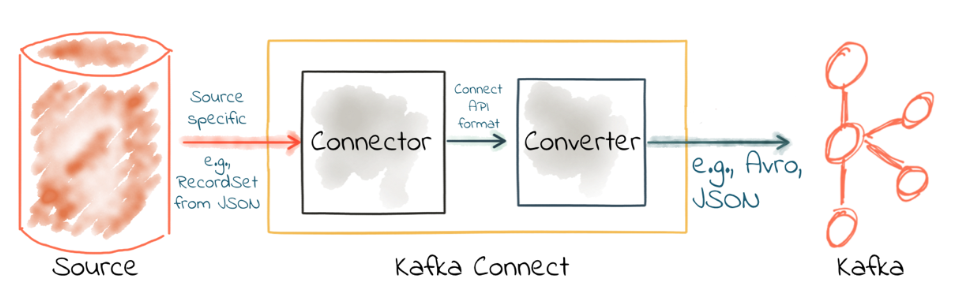 Source
specific
e.g.,
RecordSet
from JSON
Connector
Connect
API
format
Converter
e.g., Avro,
JSON
Source
Kafka Connect
Kafka